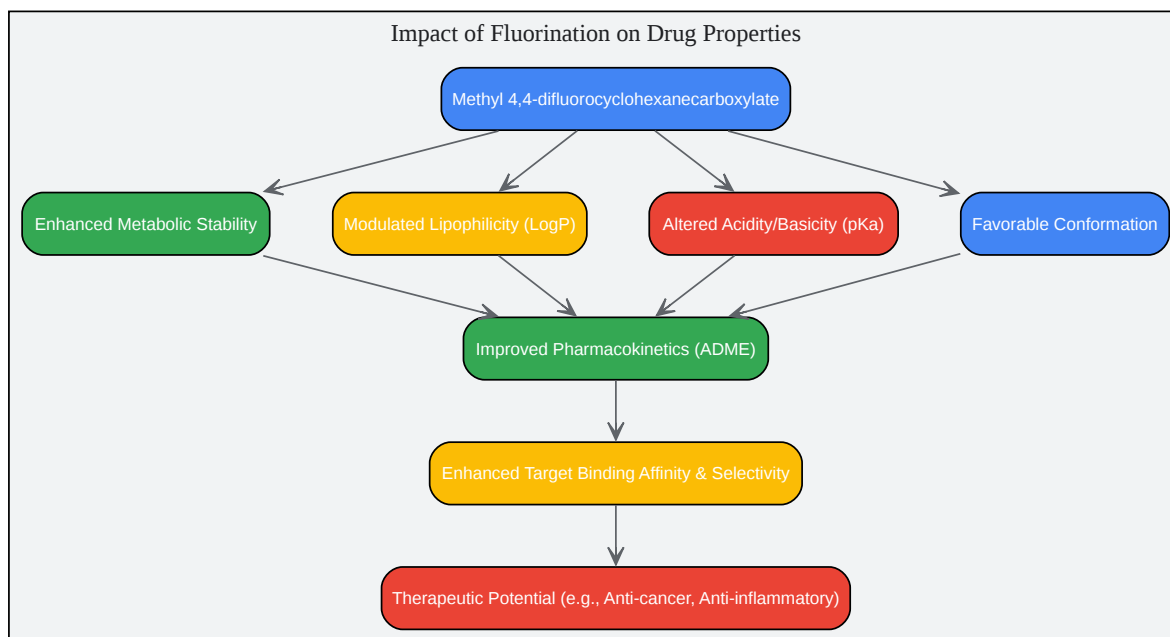 Impact of Fluorination on Drug Properties
Methyl 4,4-difluorocyclohexanecarboxylate
Enhanced Metabolic Stability
Modulated Lipophilicity (LogP)
Altered Acidity/Basicity (pKa)
Favorable Conformation
Improved Pharmacokinetics (ADME)
Enhanced Target Binding Affinity & Selectivity
Therapeutic Potential (e.g., Anti-cancer, Anti-inflammatory)